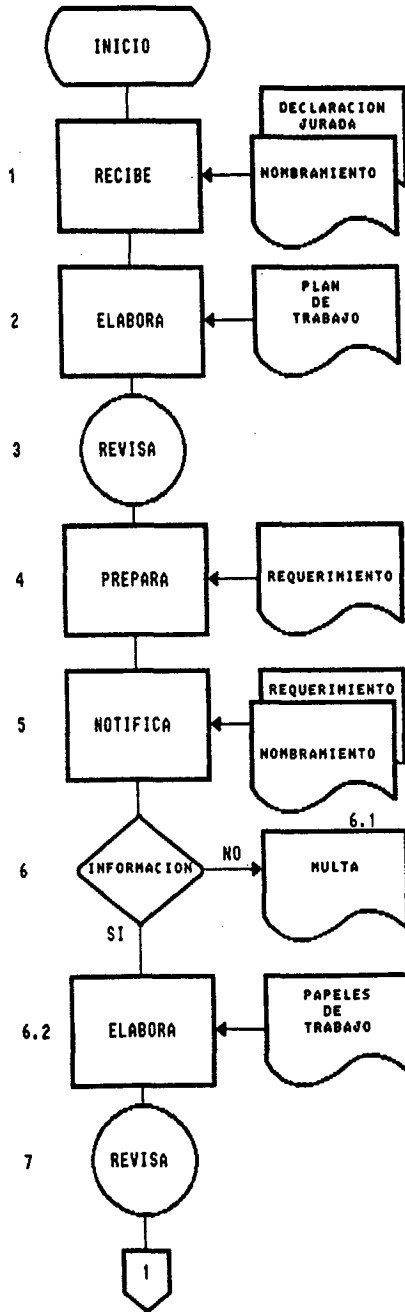 INICIO
DECLARACION
JURADA
1
RECIBE
NOMBRAMIENTO
2
ELABORA
PLAN
DE
TRABAJO
3
REVISA
4
PREPARA
REQUERIMIENTO
5
NOTIFICA
REQUERIMIENTO
NOMBRAMIENTO
6.1
6
INFORMACION
NO
MULTA
SI
6.2
ELABORA
PAPELES
DE
TRABAJO
7
REVISA
1